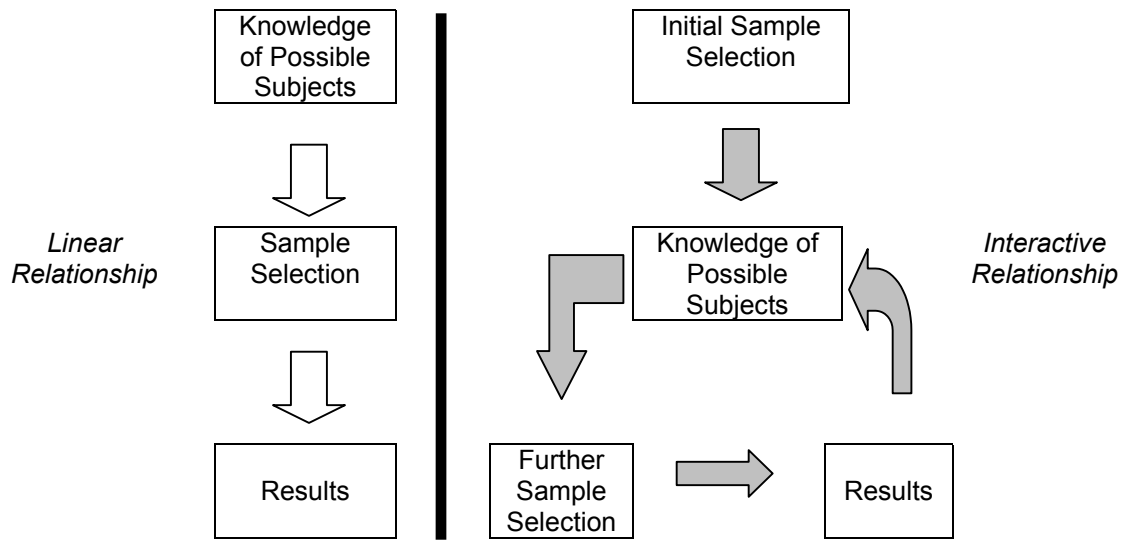 Knowledge
of Possible
Subjects
Initial Sample
Selection
Linear
Relationship
Sample
Selection
Knowledge of
Possible
Subjects
Interactive
Relationship
Results
Further
Sample
Selection
Results